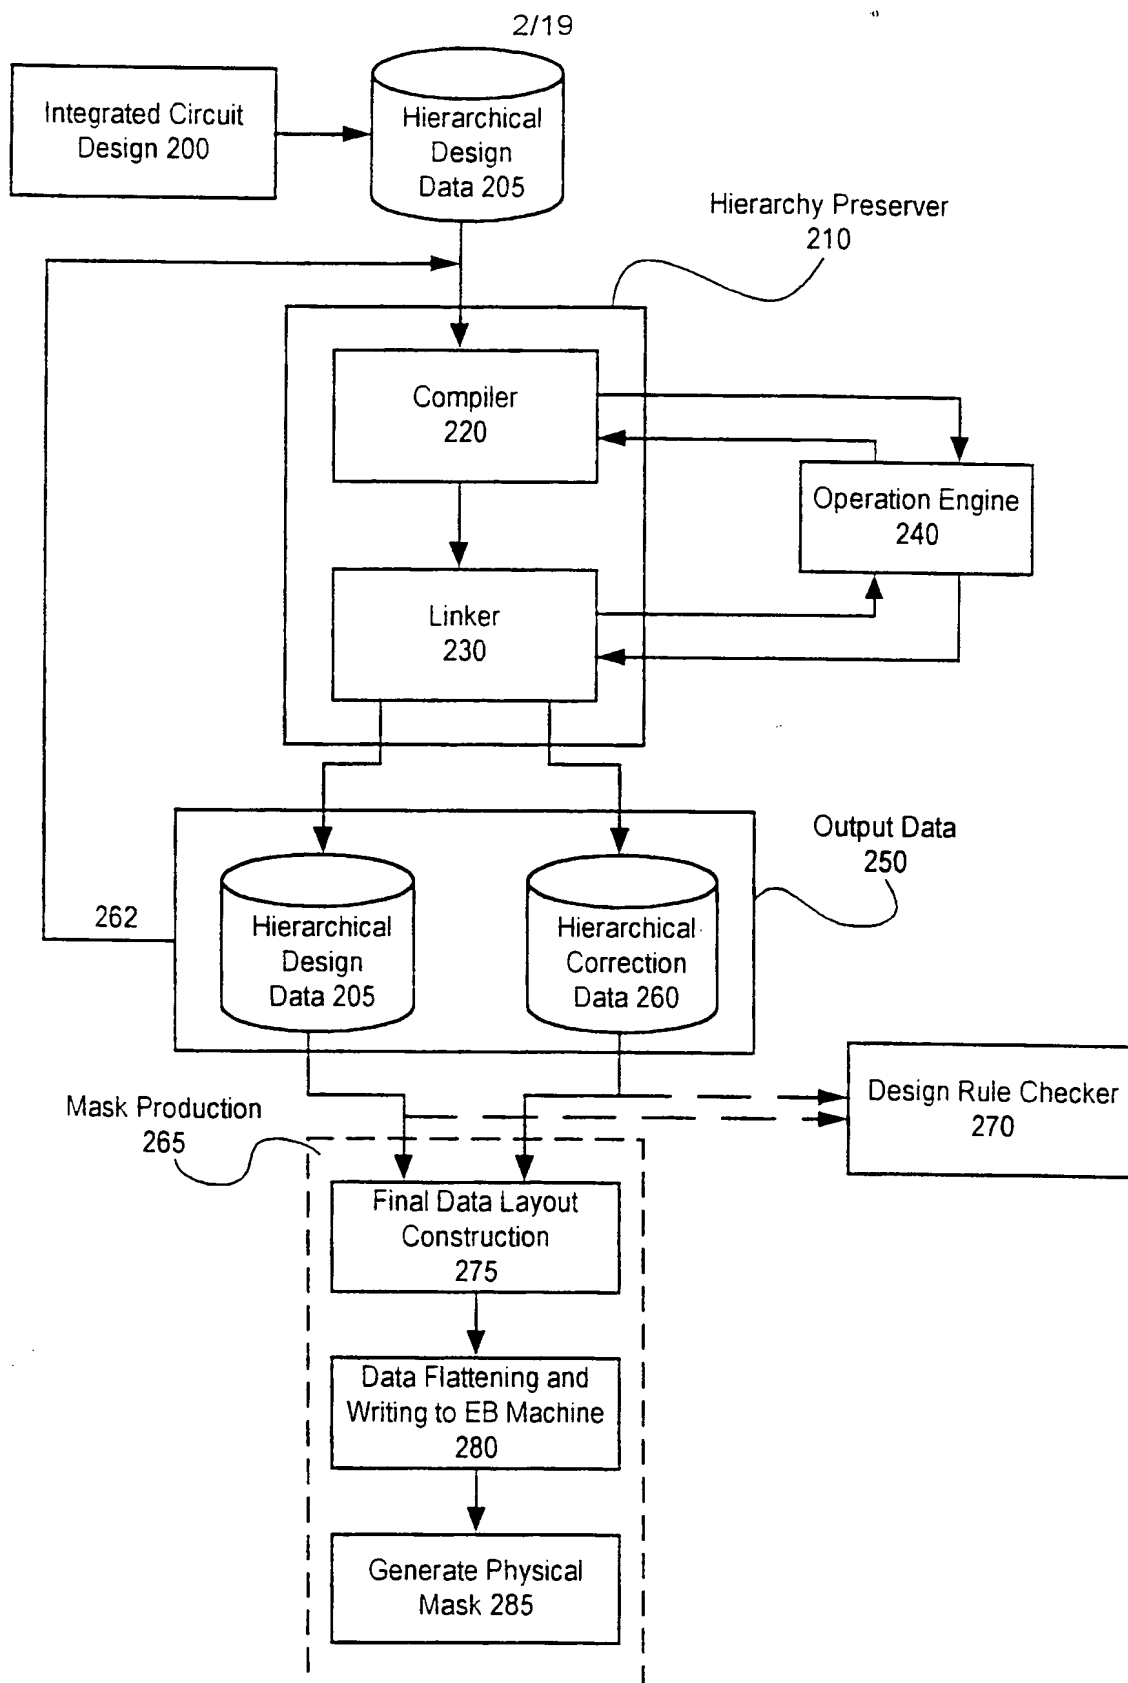 2/19
Integrated Circuit
Design 200
Hierarchical
Design
Data 205
Hierarchy Preserver
210
Compiler
220
Operation Engine
240
Linker
230
Output Data
250
262
Hierarchical
Design
Data 205
Hierarchical
Correction
Data 260
Mask Production
265
Design Rule Checker
270
Final Data Layout
Construction
275
Data Flattening and
Writing to EB Machine
280
Generate Physical
Mask 285